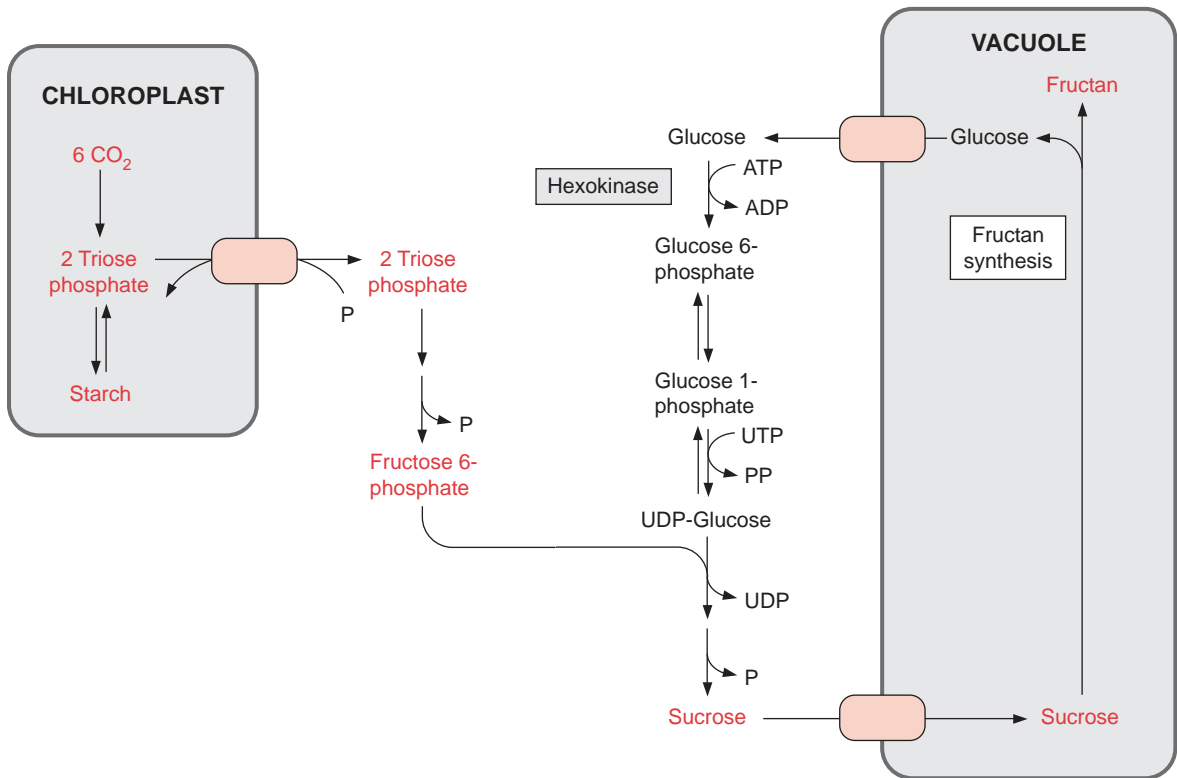 CHLOROPLAST
6 CO2
2 Triose
phosphate
Starch
P
2 Triose
phosphate
P
Fructose 6-
phosphate
Glucose
Hexokinase
ATP
ADP
Glucose 6-
phosphate
Glucose 1-
phosphate
UTP
PP
UDP-Glucose
UDP
P
Sucrose
VACUOLE
Fructan
Glucose
Fructan
synthesis
Sucrose